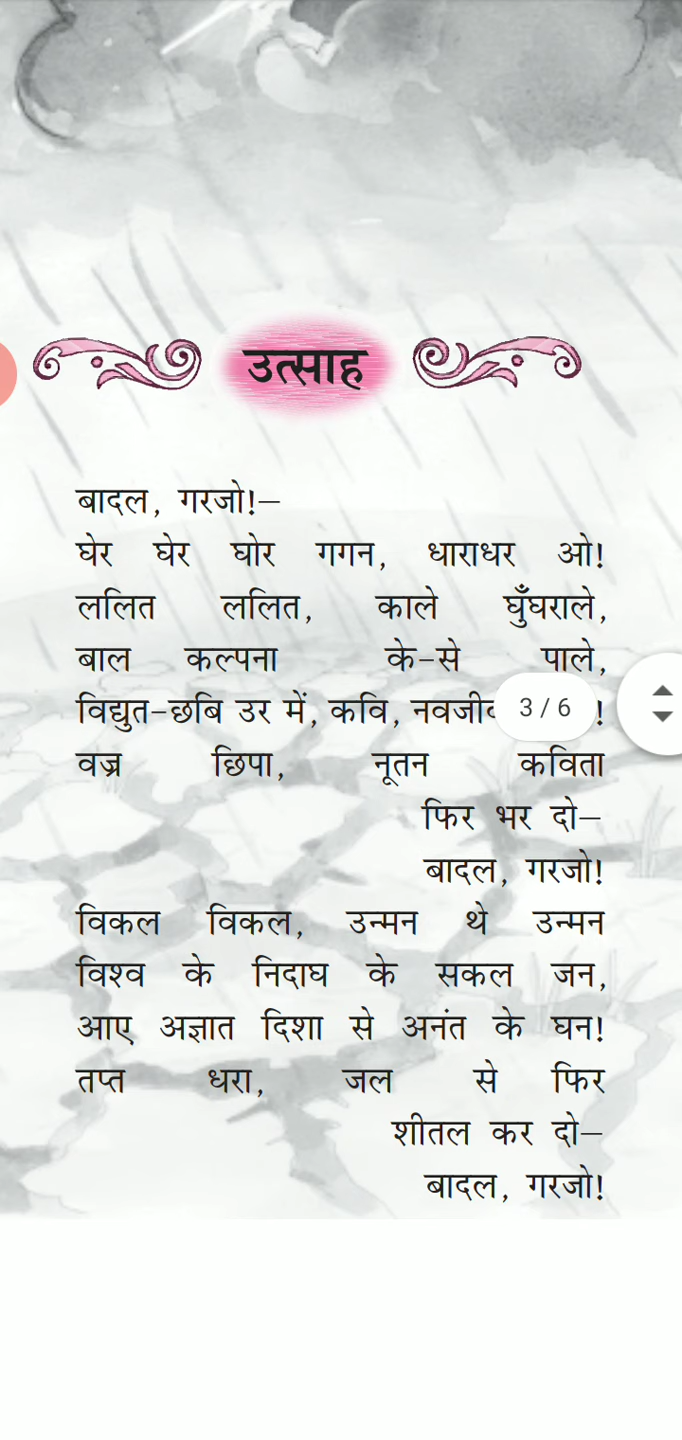 उत्साह
बादल, गरजो!–
घेर घेर घोर गगन, धाराधर ओ!
ललित ललित, काले घुँघराले,
बाल कल्पना के-से पाले,
विद्युत-छबि उर में, कवि, !
3 / 6
वज्र छिपा, नूतन कविता
फिर भर दो–
बादल, गरजो!
विकल विकल, उन्मन थे उन्मन
विश्व के निदाघ के सकल जन,
आए अज्ञात दिशा से अनंत के घन!
तप्त धरा, जल से फिर
शीतल कर दो–
बादल, गरजो!